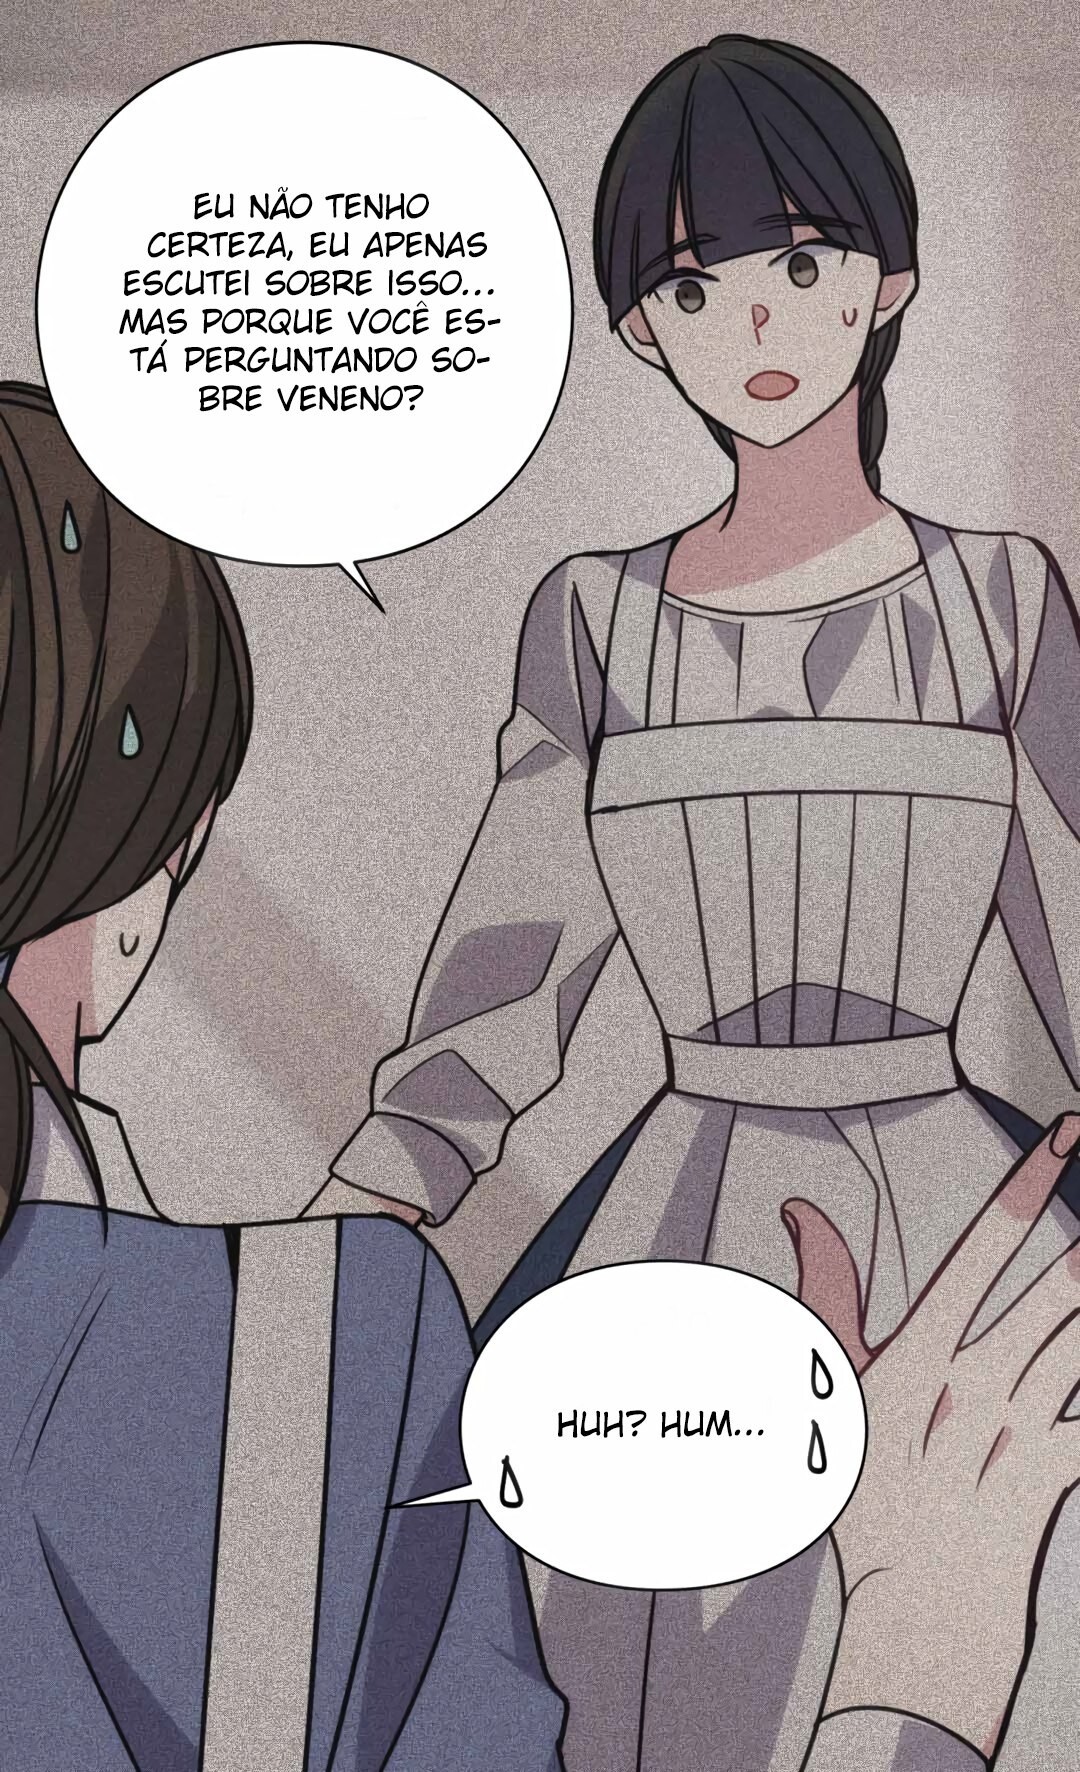 EU NÃO TENHO
CERTEZA, EU APENAS
ESCUTEI SOBRE ISSO...
MAS PORQUE VOCÊ ES-
TÁ PERGUNTANDO SO-
BRE VENENO?
HUH? HUM...